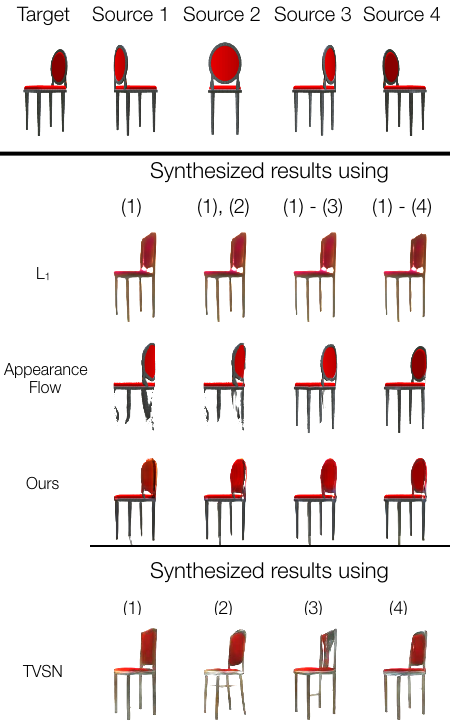 Target Source 1 Source 2 Source 3 Source 4
Synthesized results using
(1) (1), (2) (1) - (3) (1) - (4)
L₁
Appearance
Flow
Ours
Synthesized results using
(1) (2) (3) (4)
TVSN